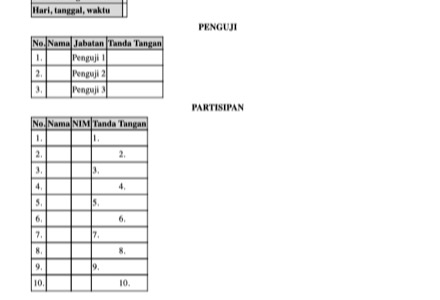 Hari, tanggal, waktu
PENGUJI
No. Nama Jabatan Tanda Tangan
1. Penguji 1
2. Penguji 2
3. Penguji 3
PARTISIPAN
No. Nama NIM Tanda Tangan
1. 1.
2. 2.
3. 3.
4. 4.
5. 5.
6. 6.
7. 7.
8. 8.
9. 9.
10. 10.